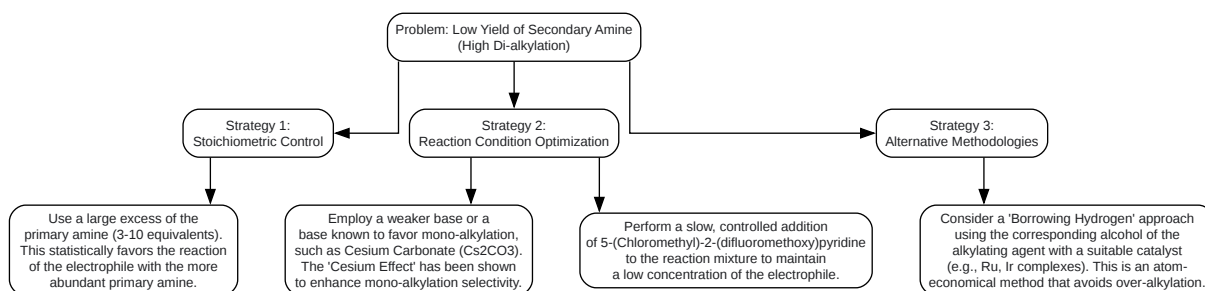 Problem: Low Yield of Secondary Amine
(High Di-alkylation)
Strategy 1:
Stoichiometric Control
Strategy 2:
Reaction Condition Optimization
Strategy 3:
Alternative Methodologies
Use a large excess of the
primary amine (3-10 equivalents).
This statistically favors the reaction
of the electrophile with the more
abundant primary amine.
Employ a weaker base or a
base known to favor mono-alkylation,
such as Cesium Carbonate (Cs2CO3).
The 'Cesium Effect' has been shown
to enhance mono-alkylation selectivity.
Perform a slow, controlled addition
of 5-(Chloromethyl)-2-(difluoromethoxy)pyridine
to the reaction mixture to maintain
a low concentration of the electrophile.
Consider a 'Borrowing Hydrogen' approach
using the corresponding alcohol of the
alkylating agent with a suitable catalyst
(e.g., Ru, Ir complexes). This is an atom-
economical method that avoids over-alkylation.